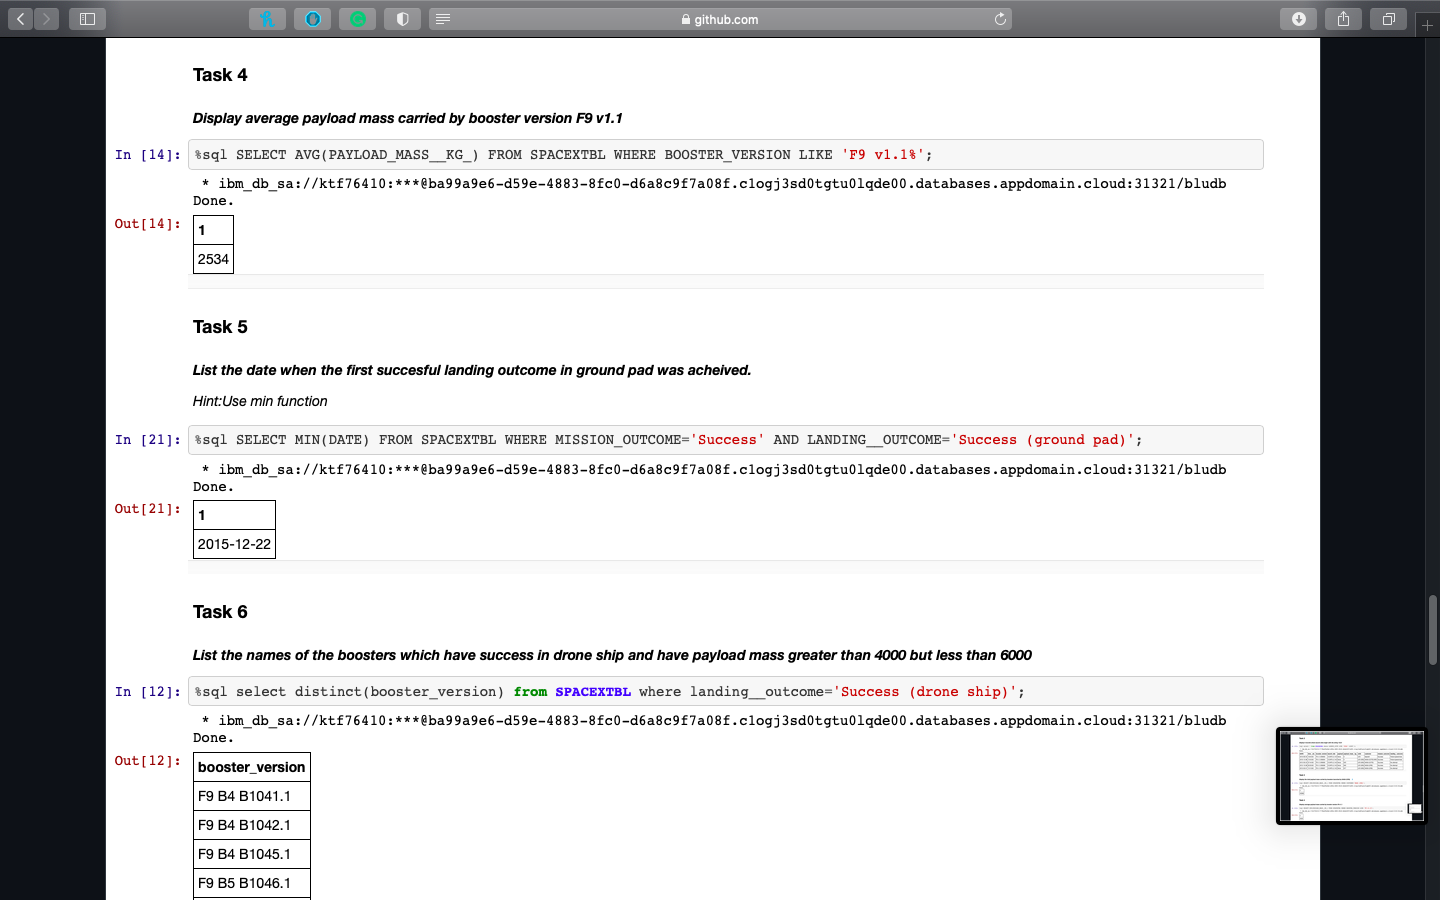 github.com
Task 4
Display average payload mass carried by booster version F9 v1.1
In [14]: %sql SELECT AVG(PAYLOAD_MASS__KG_) FROM SPACEXTBL WHERE BOOSTER_VERSION LIKE 'F9 v1.1%';
* ibm_db_sa://ktf76410:***@ba99a9e6-d59e-4883-8fc0-d6a8c9f7a08f.c1ogj3sd0tgtu0lqde00.databases.appdomain.cloud:31321/bludb
Done.
Out[14]: 1
2534
Task 5
List the date when the first succesful landing outcome in ground pad was acheived.
Hint:Use min function
In [21]: %sql SELECT MIN(DATE) FROM SPACEXTBL WHERE MISSION_OUTCOME='Success' AND LANDING__OUTCOME='Success (ground pad)';
* ibm_db_sa://ktf76410:***@ba99a9e6-d59e-4883-8fc0-d6a8c9f7a08f.c1ogj3sd0tgtu0lqde00.databases.appdomain.cloud:31321/bludb
Done.
Out[21]: 1
2015-12-22
Task 6
List the names of the boosters which have success in drone ship and have payload mass greater than 4000 but less than 6000
In [12]: %sql select distinct(booster_version) from SPACEXTBL where landing__outcome='Success (drone ship)';
* ibm_db_sa://ktf76410:***@ba99a9e6-d59e-4883-8fc0-d6a8c9f7a08f.c1ogj3sd0tgtu0lqde00.databases.appdomain.cloud:31321/bludb
Done.
Out[12]: booster_version
F9 B4 B1041.1
F9 B4 B1042.1
F9 B4 B1045.1
F9 B5 B1046.1